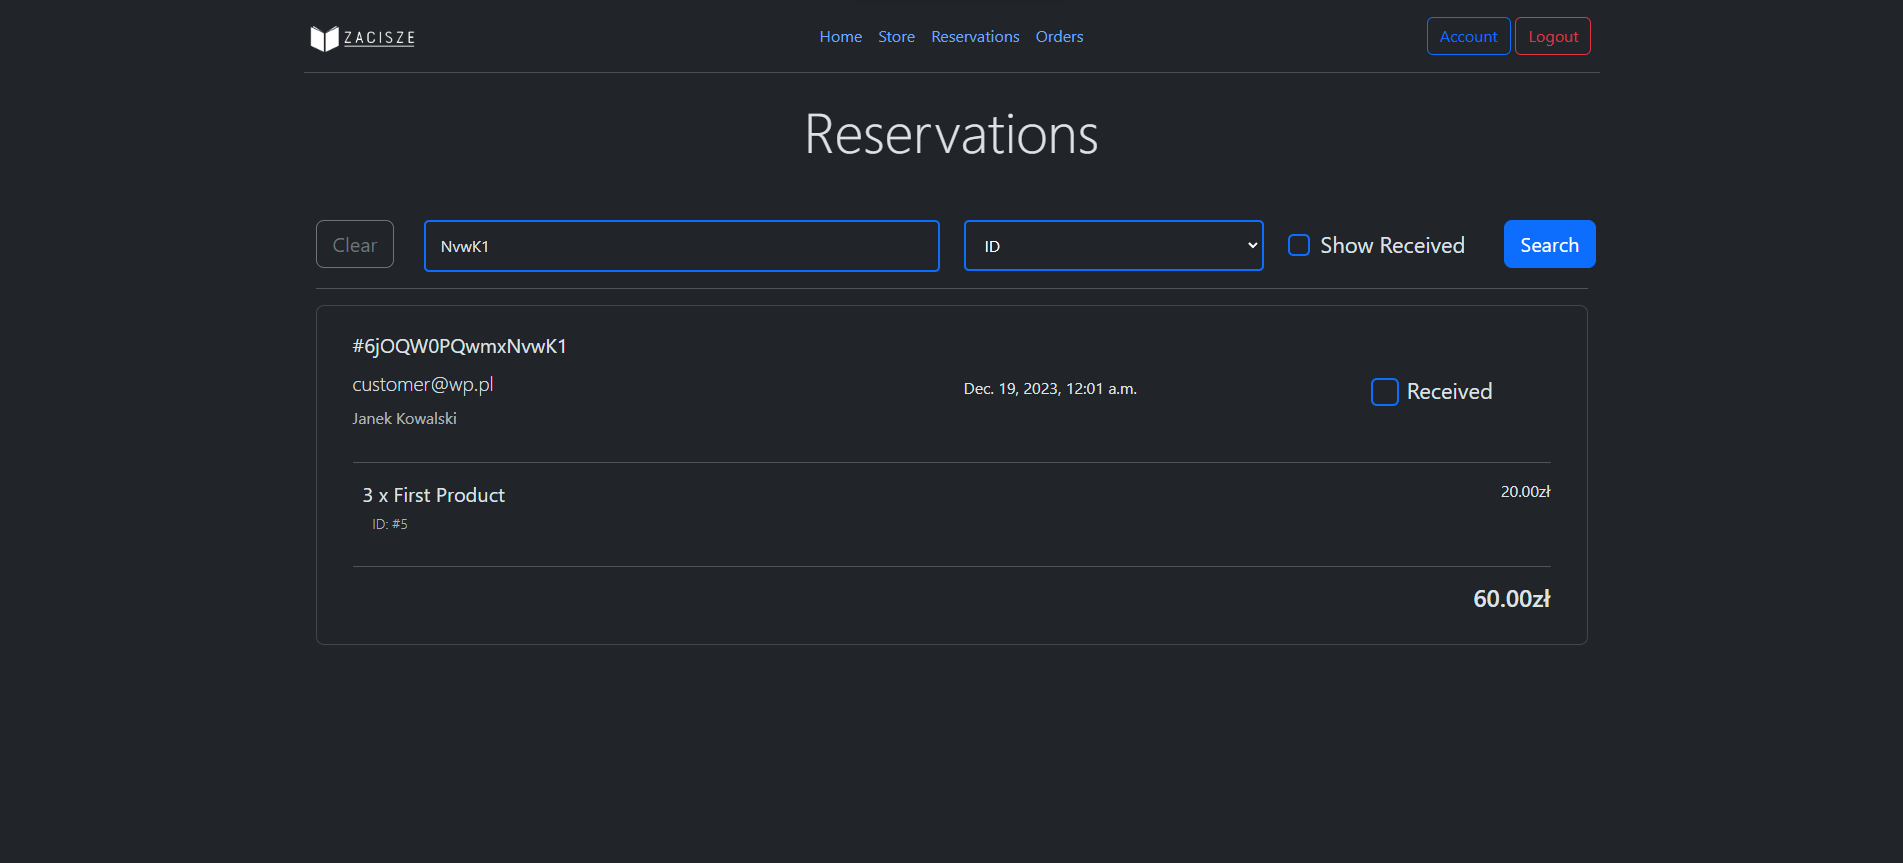 ZACISZE Home Store Reservations Orders Account Logout
Reservations
Clear NvwK1 ID Show Received Search
#6jOQW0PQwmxNvwK1
customer@wp.pl Dec. 19, 2023, 12:01 a.m. Received
Janek Kowalski
3 x First Product 20.00zł
ID: #5
60.00zł